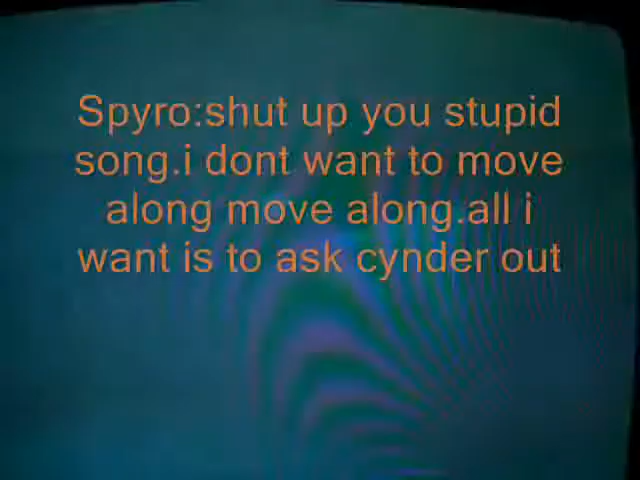 Spyro:shut up you stupid
song.i dont want to move
along move along.all i
want is to ask cynder out